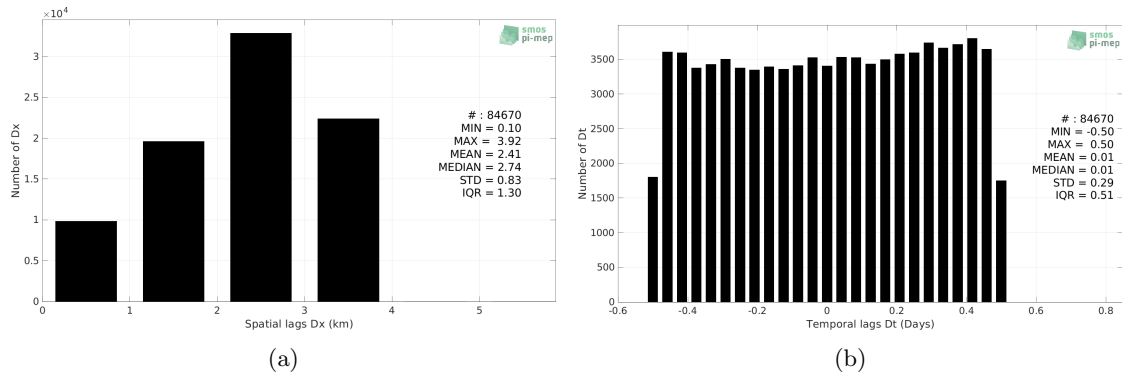 ×10⁴
3
2.5
2
1.5
1
0.5
0
Number of Dx
smos
pi-mep
# : 84670
MIN = 0.10
MAX = 3.92
MEAN = 2.41
MEDIAN = 2.74
STD = 0.83
IQR = 1.30
0 1 2 3 4 5
Spatial lags Dx (km)
(a)
3500
3000
2500
2000
1500
1000
500
0
Number of Dt
smos
pi-mep
# : 84670
MIN = -0.50
MAX = 0.50
MEAN = 0.01
MEDIAN = 0.01
STD = 0.29
IQR = 0.51
-0.6 -0.4 -0.2 0 0.2 0.4 0.6 0.8
Temporal lags Dt (Days)
(b)